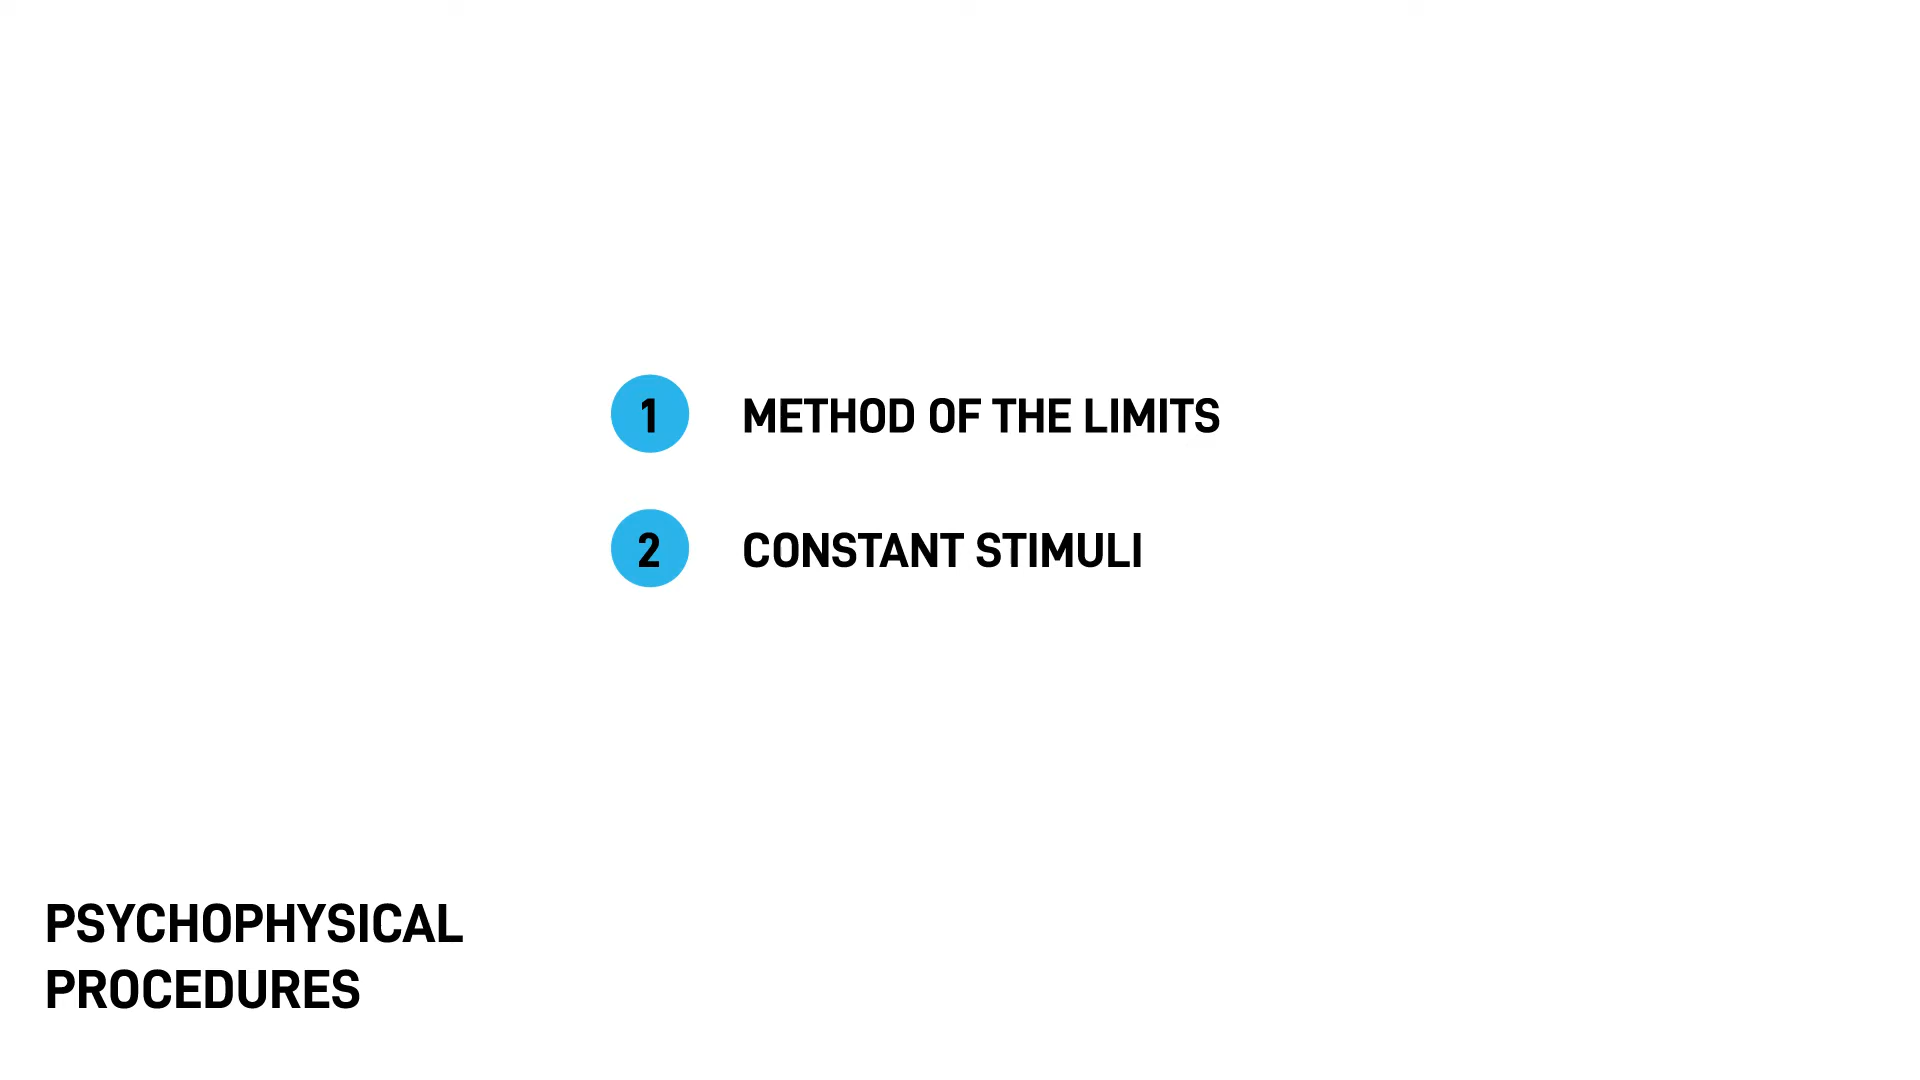 1 METHOD OF THE LIMITS
2 CONSTANT STIMULI
PSYCHOPHYSICAL
PROCEDURES